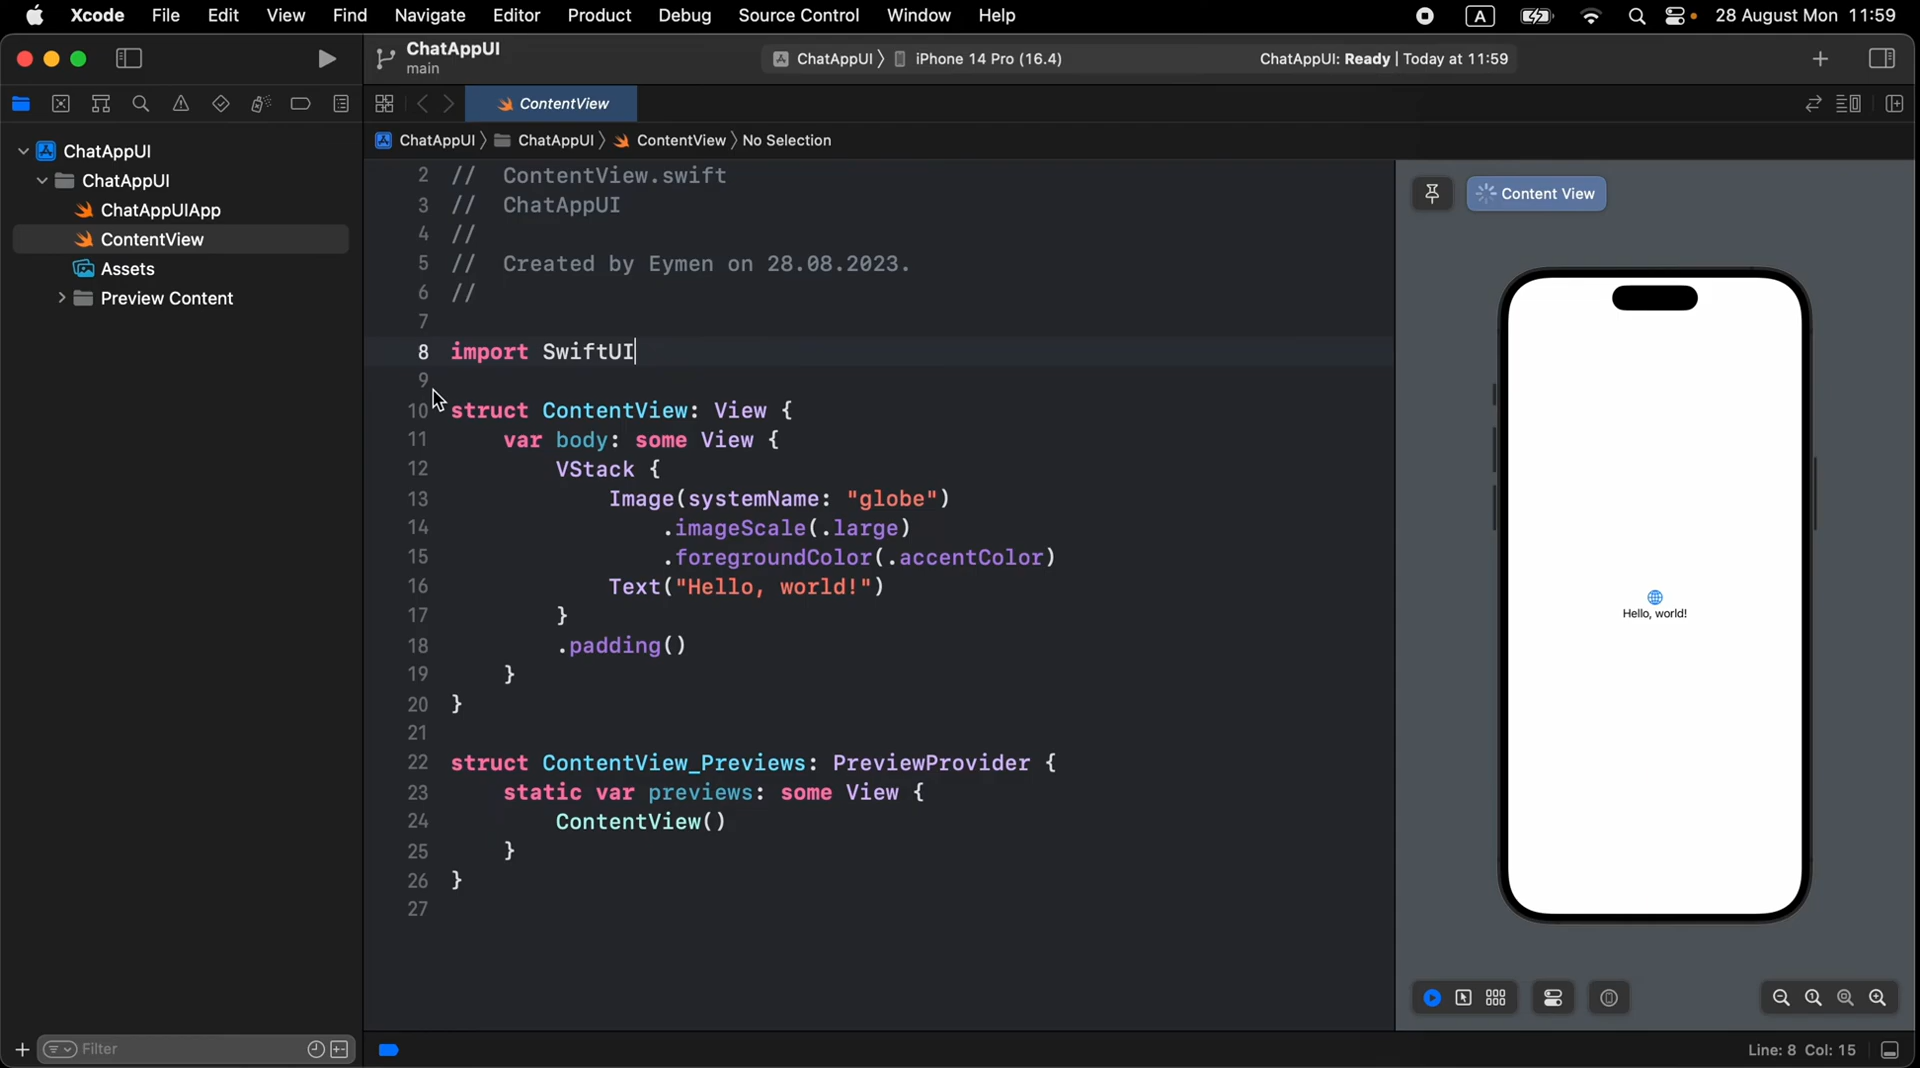 Xcode File Edit View Find Navigate Editor Product Debug Source Control Window Help A 28 August Mon 11:59
ChatAppUI
main
ChatAppUI iPhone 14 Pro (16.4) ChatAppUI: Ready | Today at 11:59
ContentView
ChatAppUI ChatAppUI ContentView No Selection
ChatAppUI
ChatAppUI
ChatAppUIApp
ContentView
Assets
Preview Content
2 // ContentView.swift
3 // ChatAppUI
4 //
5 // Created by Eymen on 28.08.2023.
6 //
7
8 import SwiftUI
9
10 struct ContentView: View {
11 var body: some View {
12 VStack {
13 Image(systemName: "globe")
14 .imageScale(.large)
15 .foregroundColor(.accentColor)
16 Text("Hello, world!")
17 }
18 .padding()
19 }
20 }
21
22 struct ContentView_Previews: PreviewProvider {
23 static var previews: some View {
24 ContentView()
25 }
26 }
27
Content View
Hello, world!
Filter
Line: 8 Col: 15